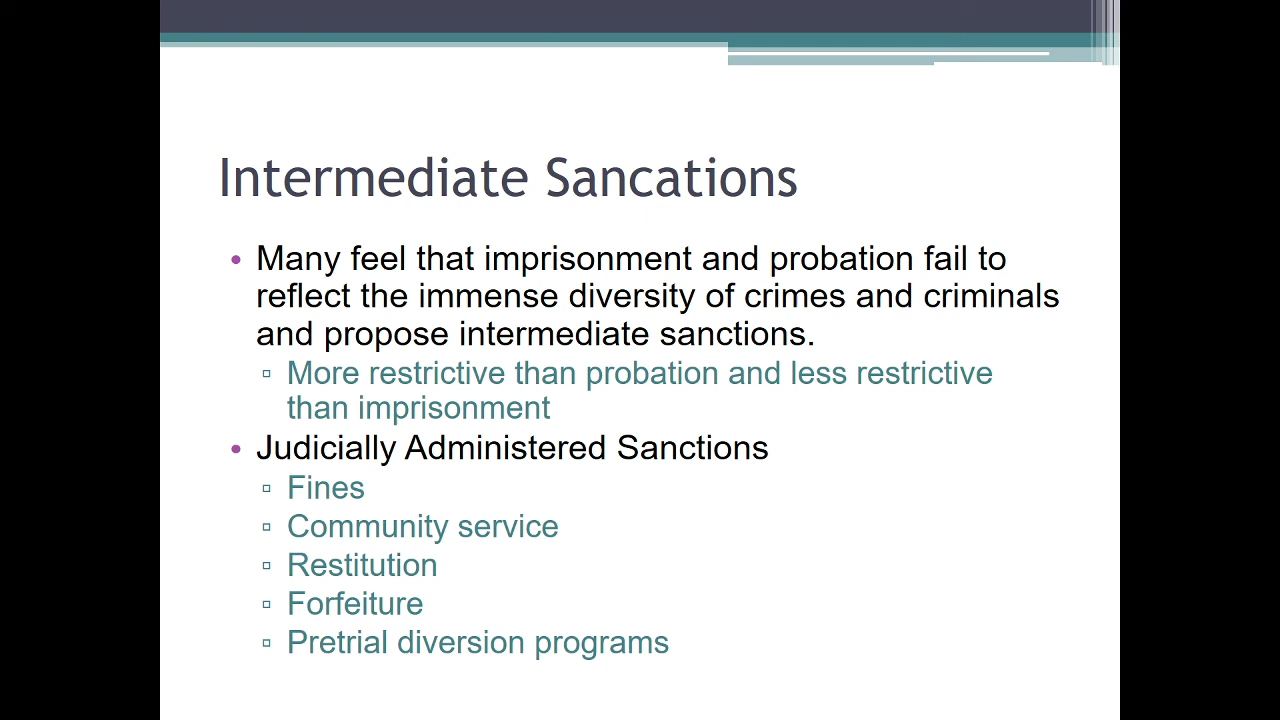 Intermediate Sancations
• Many feel that imprisonment and probation fail to
reflect the immense diversity of crimes and criminals
and propose intermediate sanctions.
▫ More restrictive than probation and less restrictive
than imprisonment
• Judicially Administered Sanctions
▫ Fines
▫ Community service
▫ Restitution
▫ Forfeiture
▫ Pretrial diversion programs